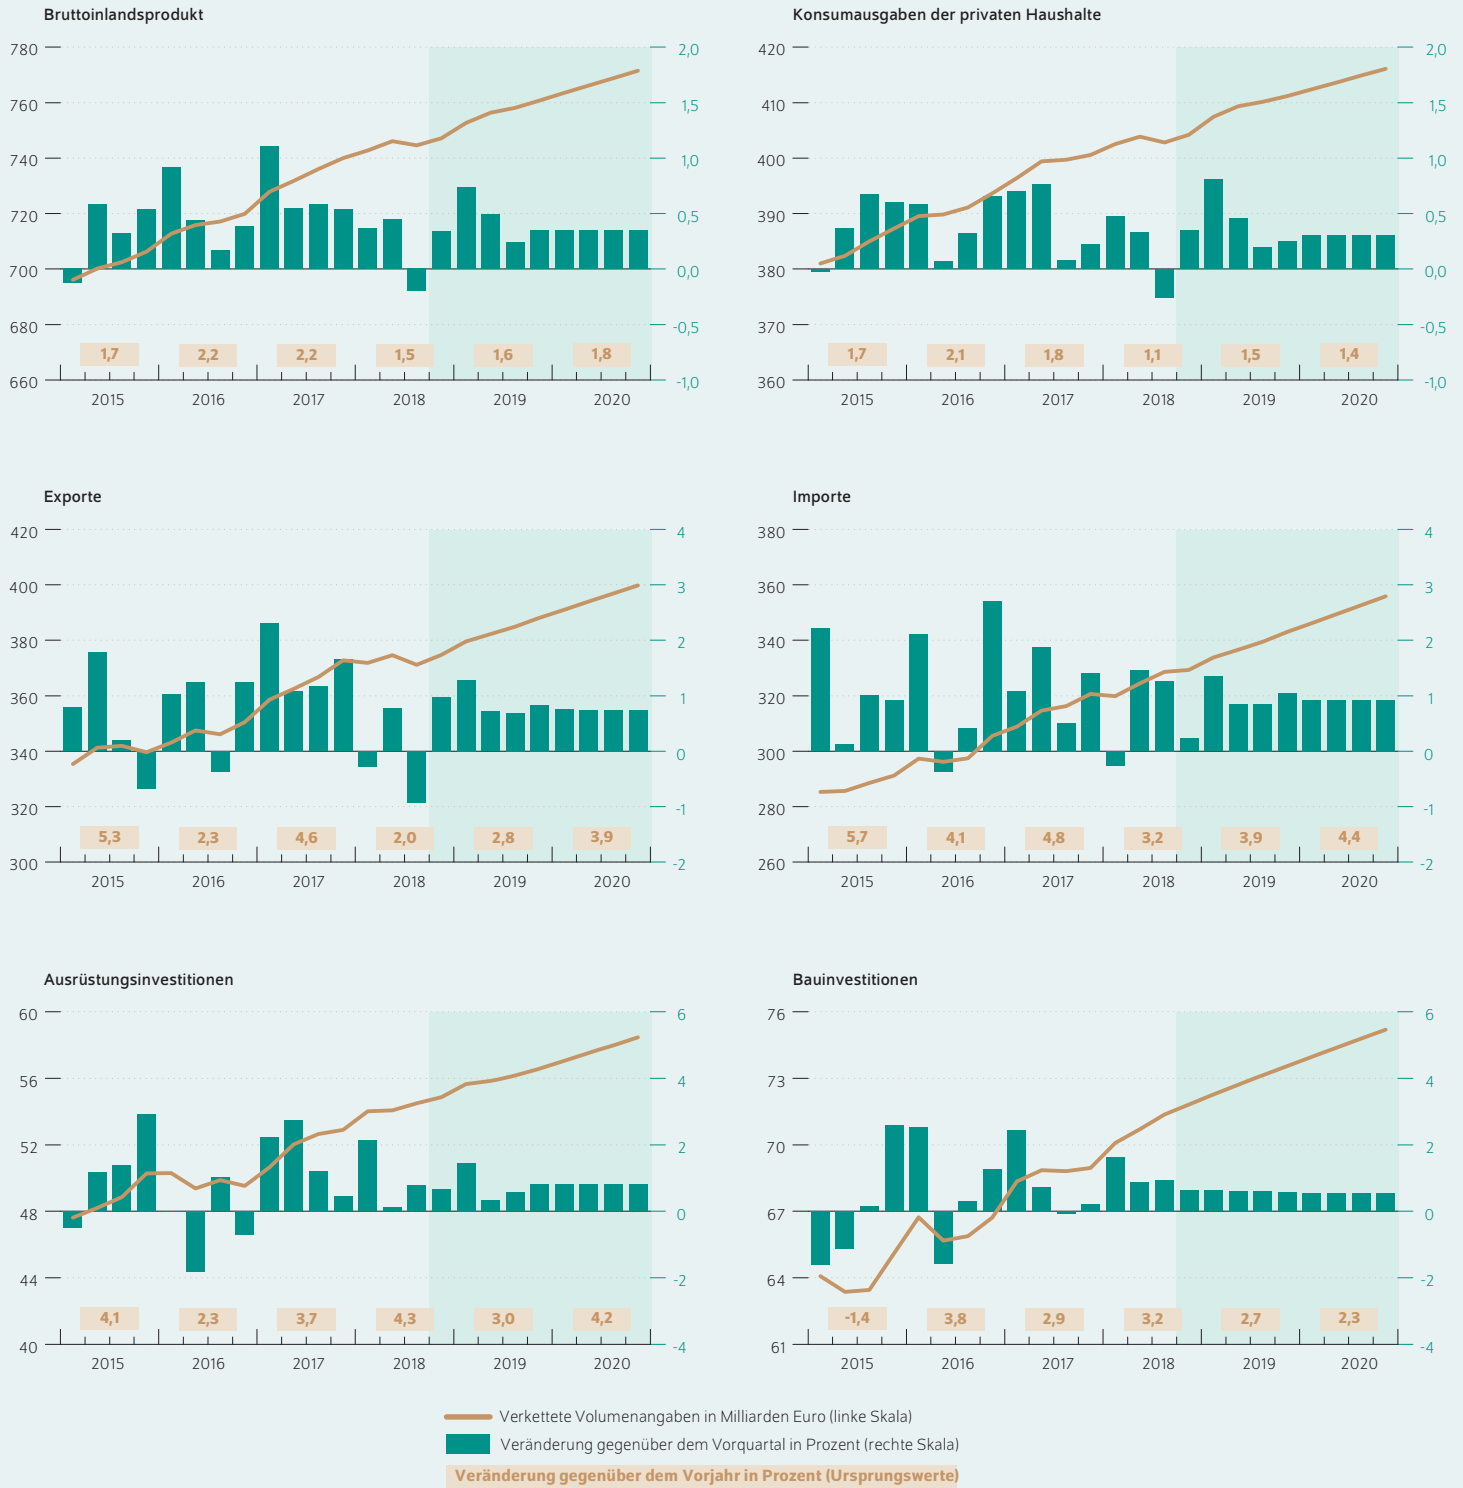 Bruttoinlandsprodukt
780 2,0
760 1,5
740 1,0
720 0,5
700 0,0
680 -0,5
1,7 2,2 2,2 1,5 1,6 1,8
660 -1,0
2015 2016 2017 2018 2019 2020
Konsumausgaben der privaten Haushalte
420 2,0
410 1,5
400 1,0
390 0,5
380 0,0
370 -0,5
1,7 2,1 1,8 1,1 1,5 1,4
360 -1,0
2015 2016 2017 2018 2019 2020
Exporte
420 4
400 3
380 2
360 1
340 0
320 -1
5,3 2,3 4,6 2,0 2,8 3,9
300 -2
2015 2016 2017 2018 2019 2020
Importe
380 4
360 3
340 2
320 1
300 0
280 -1
5,7 4,1 4,8 3,2 3,9 4,4
260 -2
2015 2016 2017 2018 2019 2020
Ausrüstungsinvestitionen
60 6
56 4
52 2
48 0
44 -2
4,1 2,3 3,7 4,3 3,0 4,2
40 -4
2015 2016 2017 2018 2019 2020
Bauinvestitionen
76 6
73 4
70 2
67 0
64 -2
-1,4 3,8 2,9 3,2 2,7 2,3
61 -4
2015 2016 2017 2018 2019 2020
Verkettete Volumenangaben in Milliarden Euro (linke Skala)
Veränderung gegenüber dem Vorquartal in Prozent (rechte Skala)
Veränderung gegenüber dem Vorjahr in Prozent (Ursprungswerte)